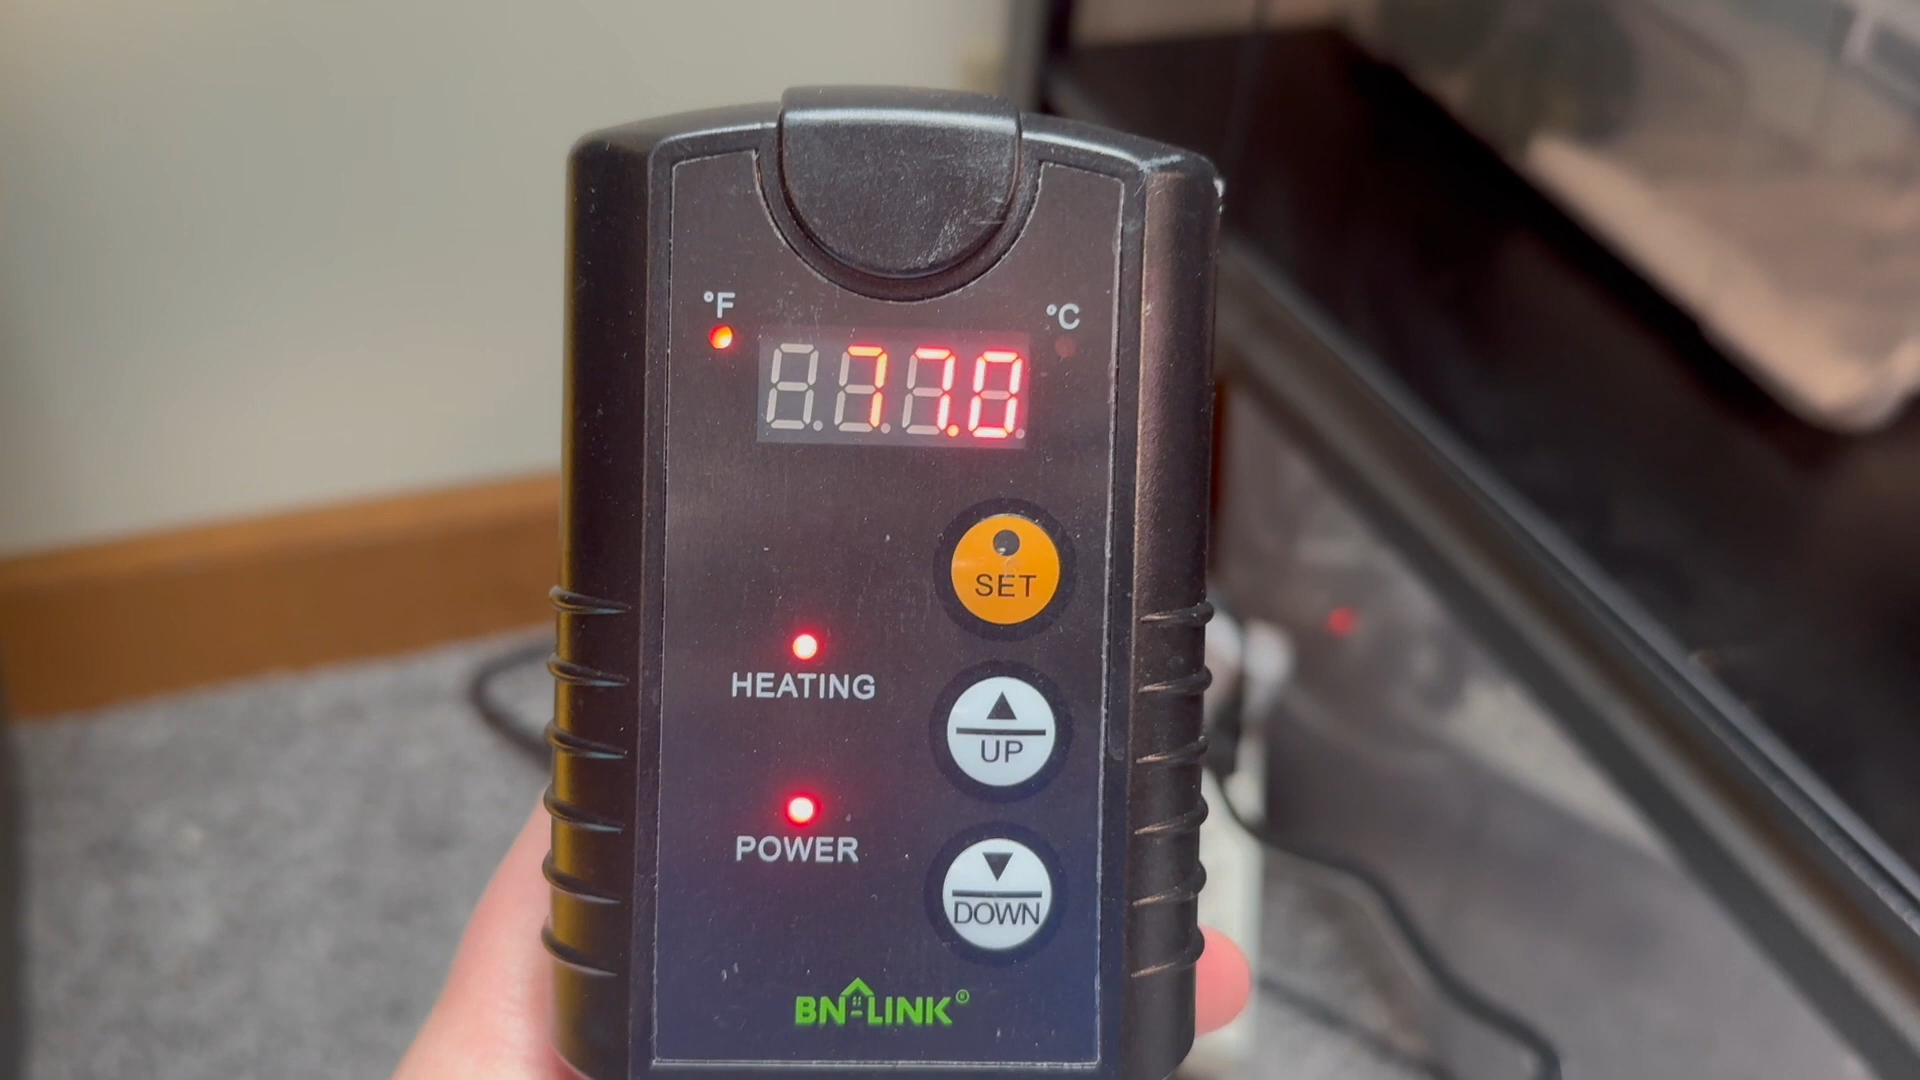 °F
°C
77.0
SET
HEATING
UP
POWER
DOWN
BN-LINK®